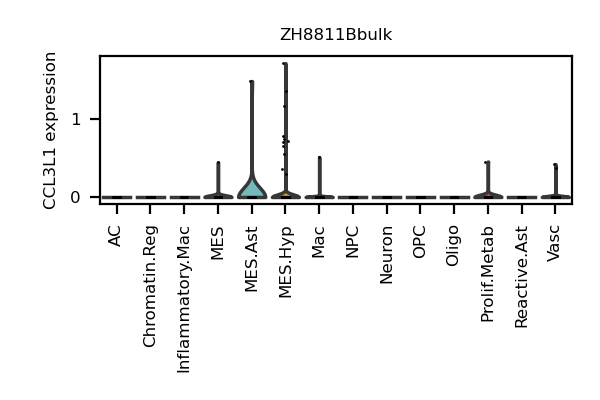 ZH8811Bbulk
CCL3L1 expression
1
0
AC
Chromatin.Reg
Inflammatory.Mac
MES
MES.Ast
MES.Hyp
Mac
NPC
Neuron
OPC
Oligo
Prolif.Metab
Reactive.Ast
Vasc